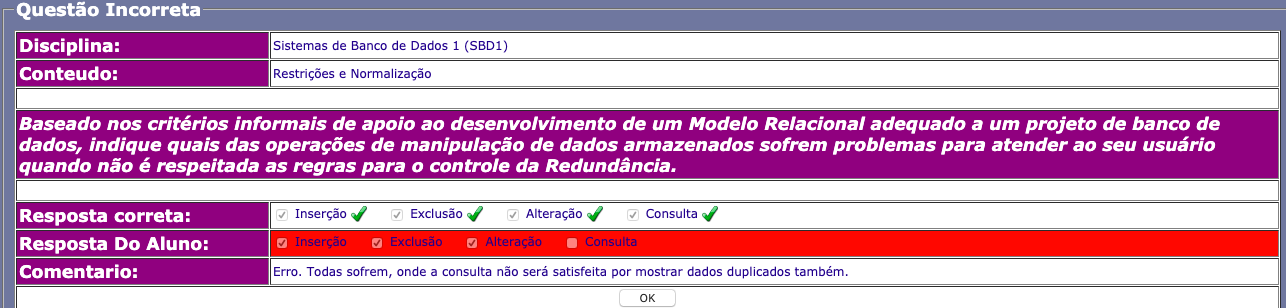 Questão Incorreta
Disciplina: Sistemas de Banco de Dados 1 (SBD1)
Conteudo: Restrições e Normalização
Baseado nos critérios informais de apoio ao desenvolvimento de um Modelo Relacional adequado a um projeto de banco de
dados, indique quais das operações de manipulação de dados armazenados sofrem problemas para atender ao seu usuário
quando não é respeitada as regras para o controle da Redundância.
Resposta correta: Inserção Exclusão Alteração Consulta
Resposta Do Aluno: Inserção Exclusão Alteração Consulta
Comentario: Erro. Todas sofrem, onde a consulta não será satisfeita por mostrar dados duplicados também.
OK